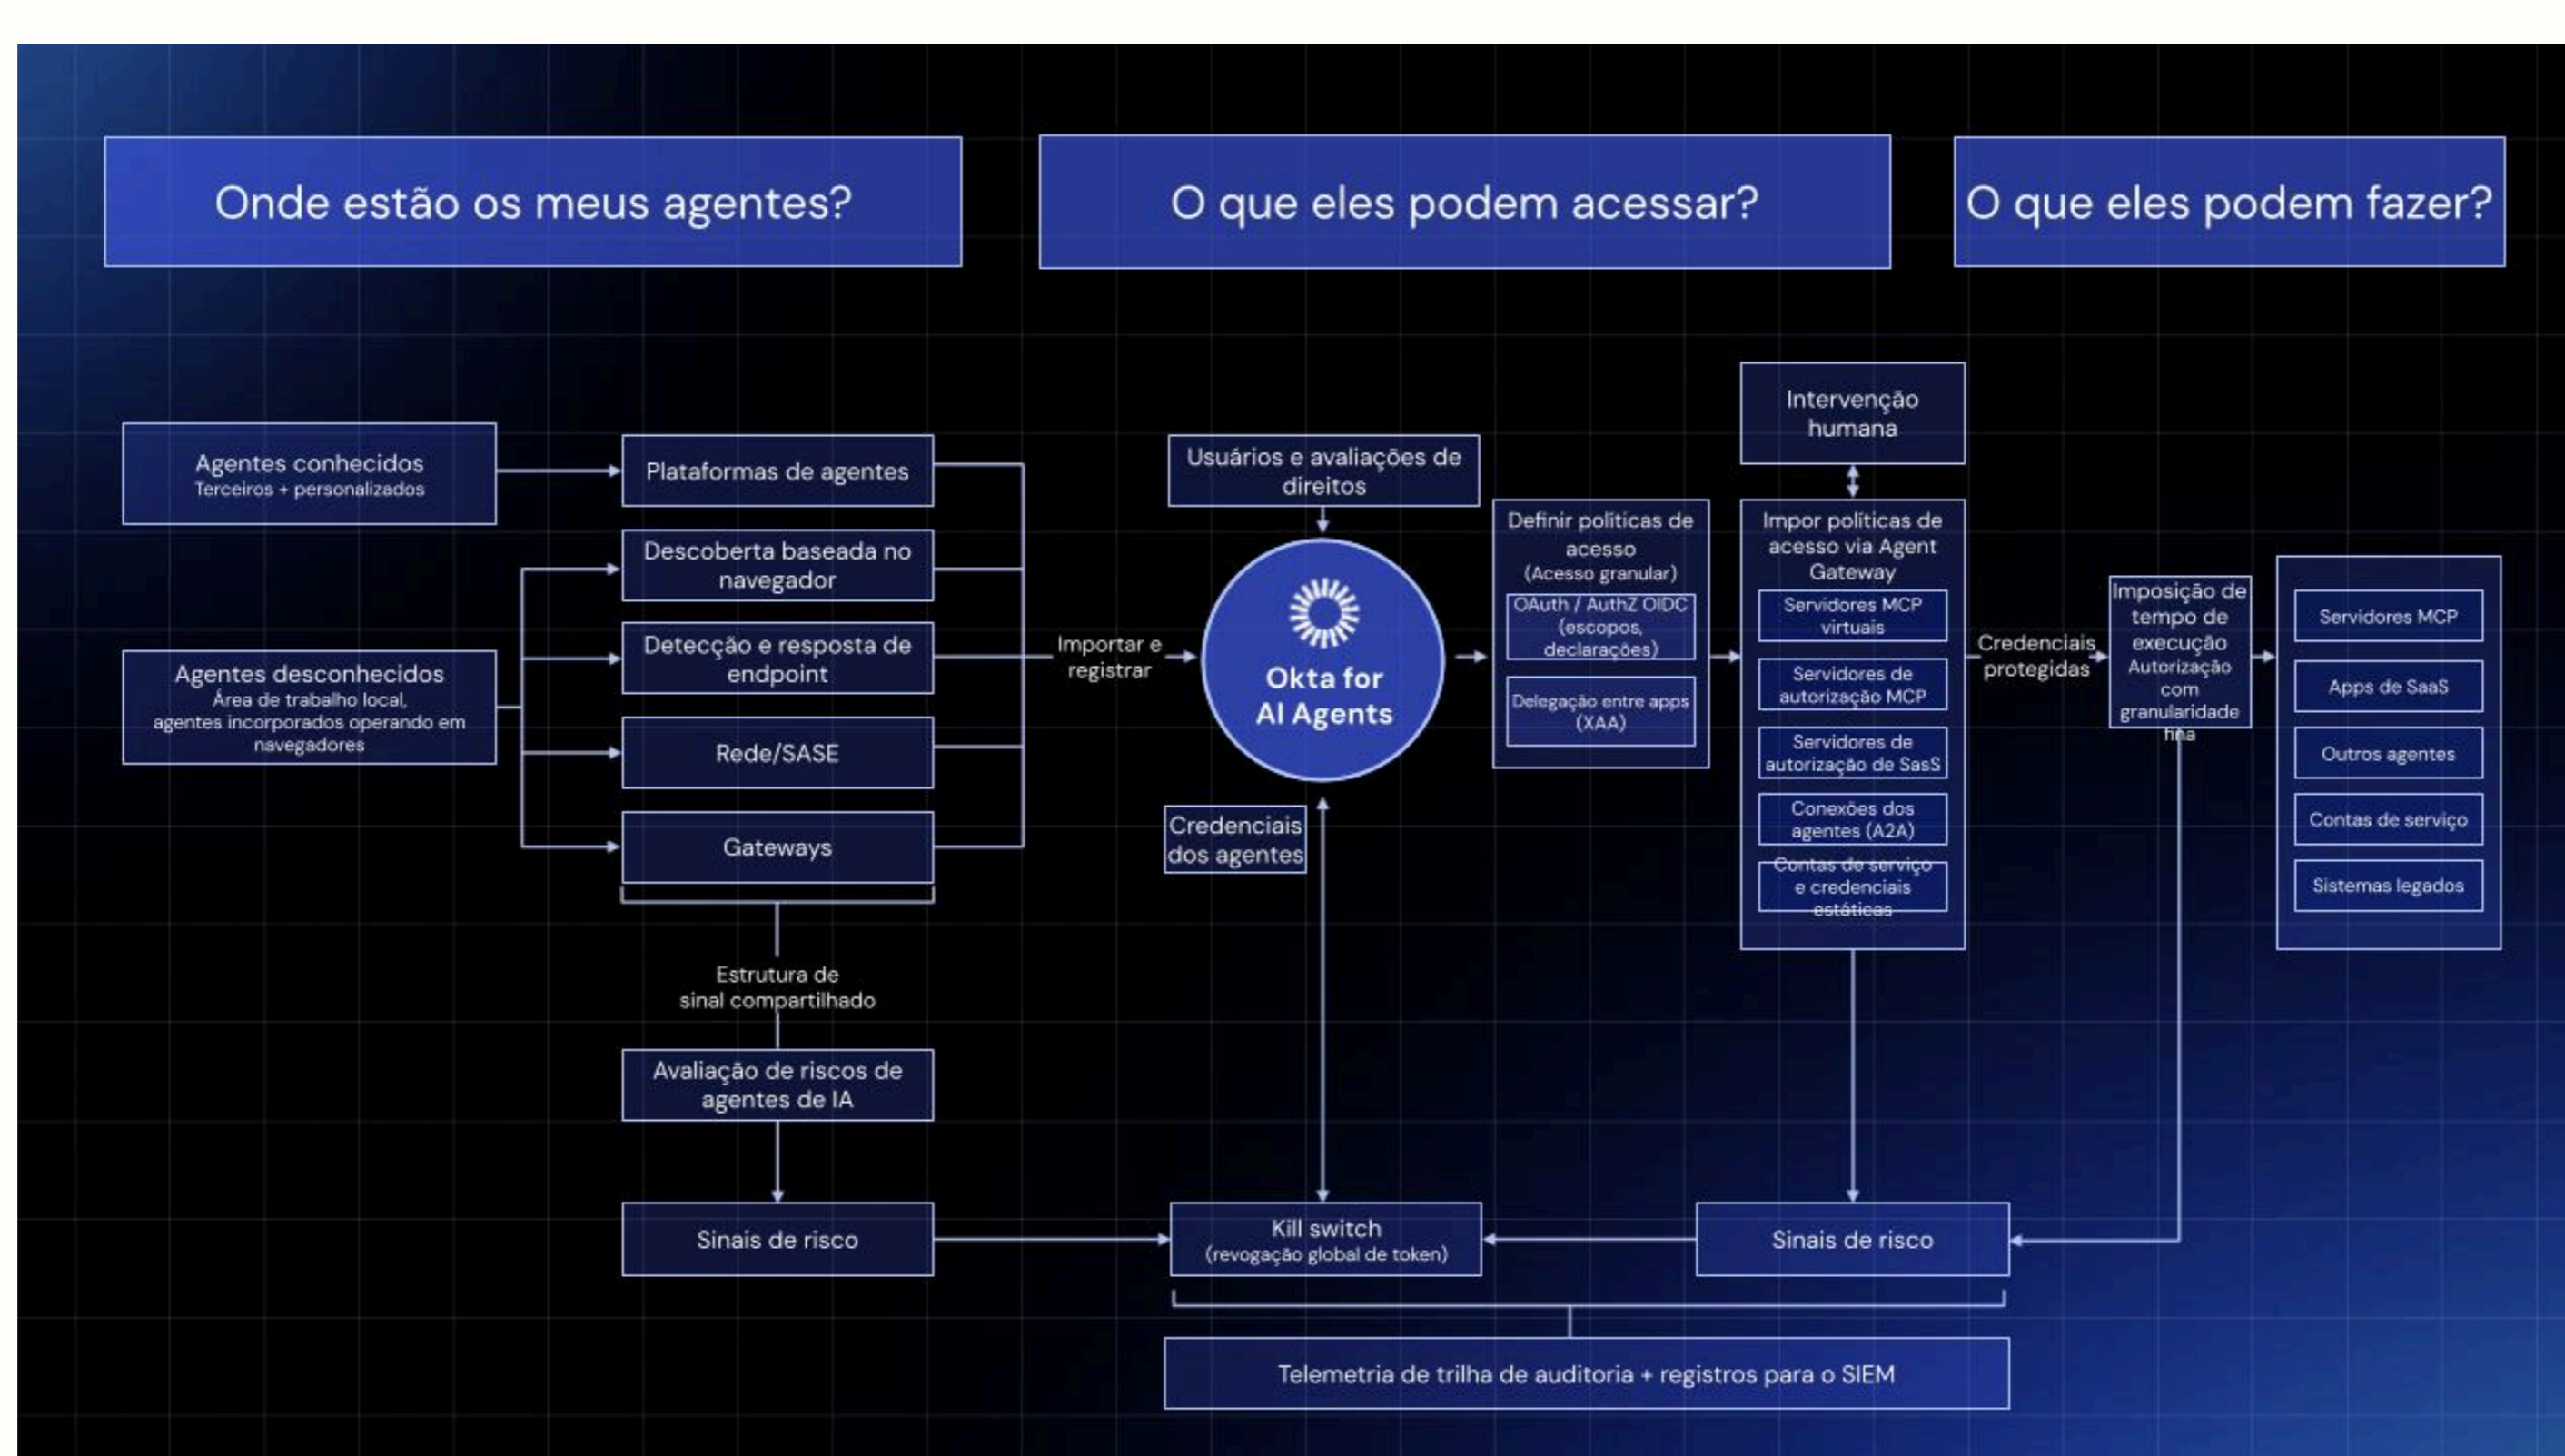 Onde estão os meus agentes?
O que eles podem acessar?
O que eles podem fazer?
Agentes conhecidos
Terceiros + personalizados
Agentes desconhecidos
Área de trabalho local,
agentes incorporados operando em
navegadores
Plataformas de agentes
Descoberta baseada no
navegador
Detecção e resposta de
endpoint
Rede/SASE
Gateways
Estrutura de
sinal compartilhado
Avaliação de riscos de
agentes de IA
Sinais de risco
Importar e
registrar
Usuários e avaliações de
direitos
Okta for
AI Agents
Credenciais
dos agentes
Kill switch
(revogação global de token)
Definir políticas de
acesso
(Acesso granular)
OAuth / AuthZ OIDC
(escopos,
declarações)
Delegação entre apps
(XAA)
Intervenção
humana
Impor políticas de
acesso via Agent
Gateway
Servidores MCP
virtuais
Servidores de
autorização MCP
Servidores de
autorização de SasS
Conexões dos
agentes (A2A)
Contas de serviço
e credenciais
estáticas
Sinais de risco
Telemetria de trilha de auditoria + registros para o SIEM
Credenciais
protegidas
Imposição de
tempo de
execução
Autorização
com
granularidade
fina
Servidores MCP
Apps de SaaS
Outros agentes
Contas de serviço
Sistemas legados